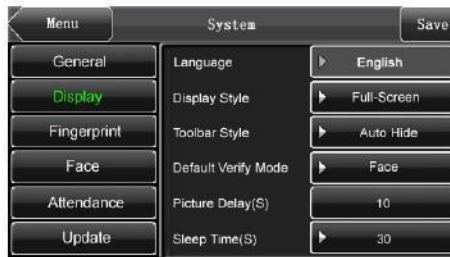 Menu System Save
General Language English
Display Display Style Full-Screen
Fingerprint Toolbar Style Auto Hide
Face Default Verify Mode Face
Attendance Picture Delay(S) 10
Update Sleep Time(S) 30